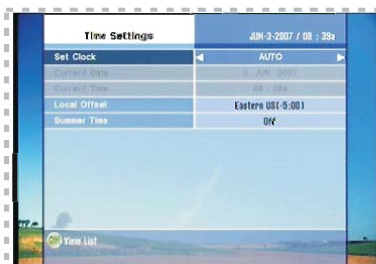 Time Settings JUN-3-2007 / 08 : 39a
Set Clock AUTO
Current Date 3 JUN 2007
Current Time 08 : 39a
Local Offset Eastern US(-5:00)
Summer Time Off
OK View List